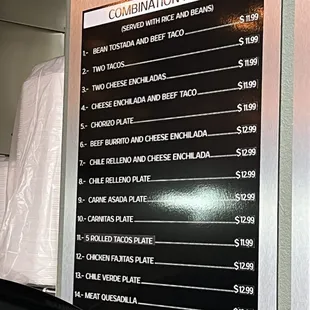 COMBINATION
(SERVED WITH RICE AND BEANS)
1.- BEAN TOSTADA AND BEEF TACO $11.99
2.- TWO TACOS $11.99
3.- TWO CHEESE ENCHILADAS $11.99
4.- CHEESE ENCHILADA AND BEEF TACO $11.99
5.- CHORIZO PLATE $11.99
6.- BEEF BURRITO AND CHEESE ENCHILADA $12.99
7.- CHILE RELLENO AND CHEESE ENCHILADA $12.99
8.- CHILE RELLENO PLATE $12.99
9.- CARNE ASADA PLATE $12.99
10.- CARNITAS PLATE $12.99
11.- 5 ROLLED TACOS PLATE $11.99
12.- CHICKEN FAJITAS PLATE $12.99
13.- CHILE VERDE PLATE $12.99
14.- MEAT QUESADILLA